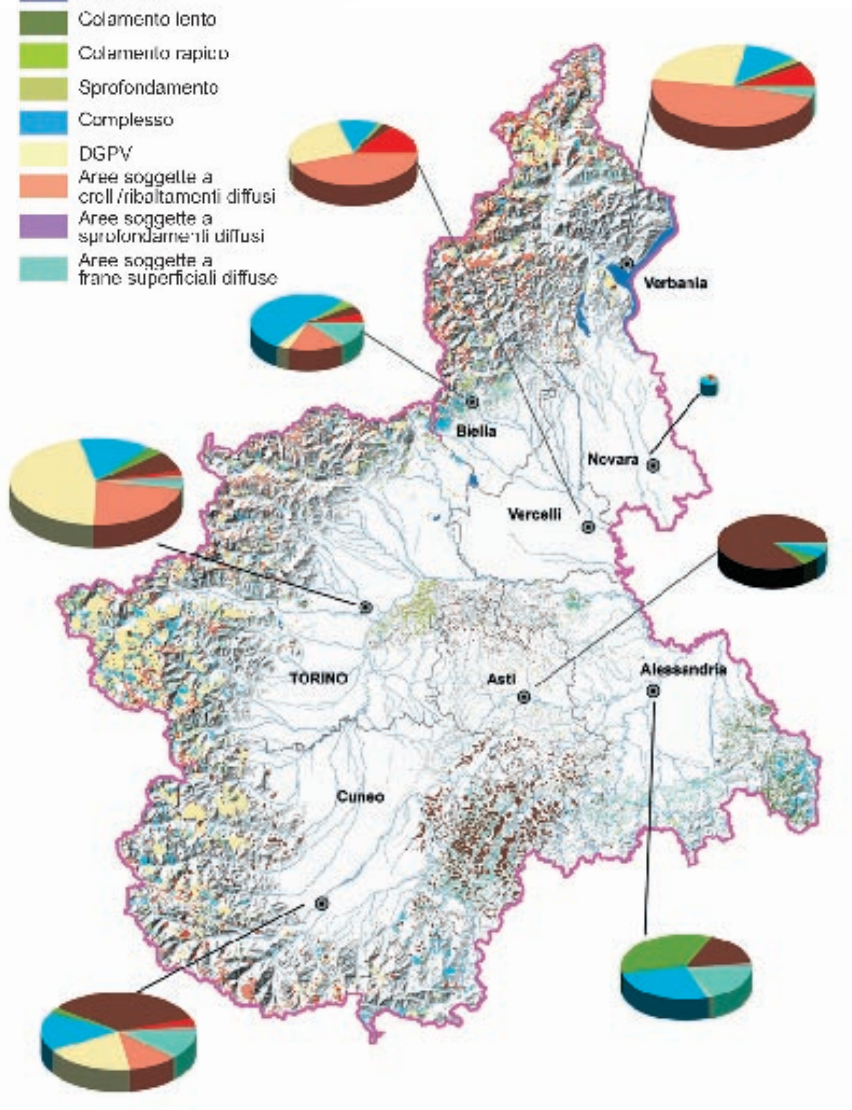 Colamento lento
Colamento rapido
Sprofondamento
Complesso
DGPV
Aree soggette a
crolli/ribaltamenti diffusi
Aree soggette a
sprofondamenti diffusi
Aree soggette a
frane superficiali diffuse
Verbania
Biella
Novara
Vercelli
TORINO
Asti
Alessandria
Cuneo